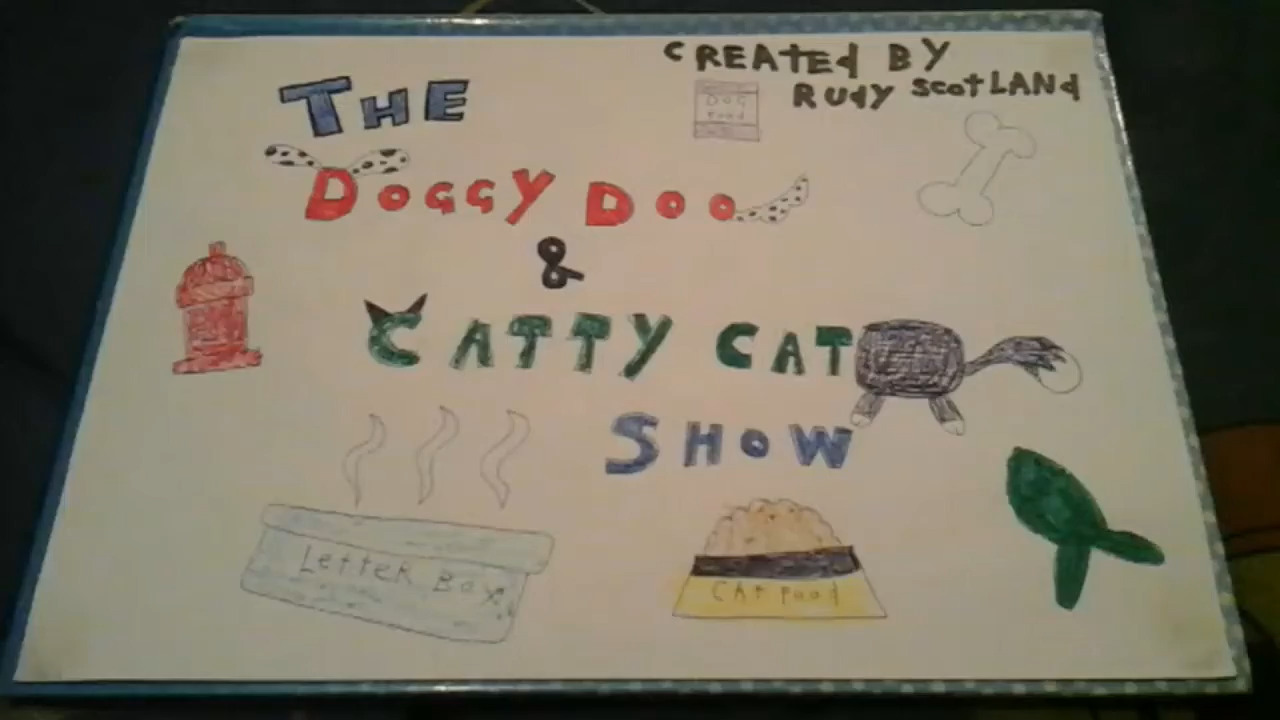 CREATEd BY
RUdY ScotLANd
THE
DOG
Food
DOGGY DOO
&
CATTY CAT
SHOW
LetteR Box
CAt Food